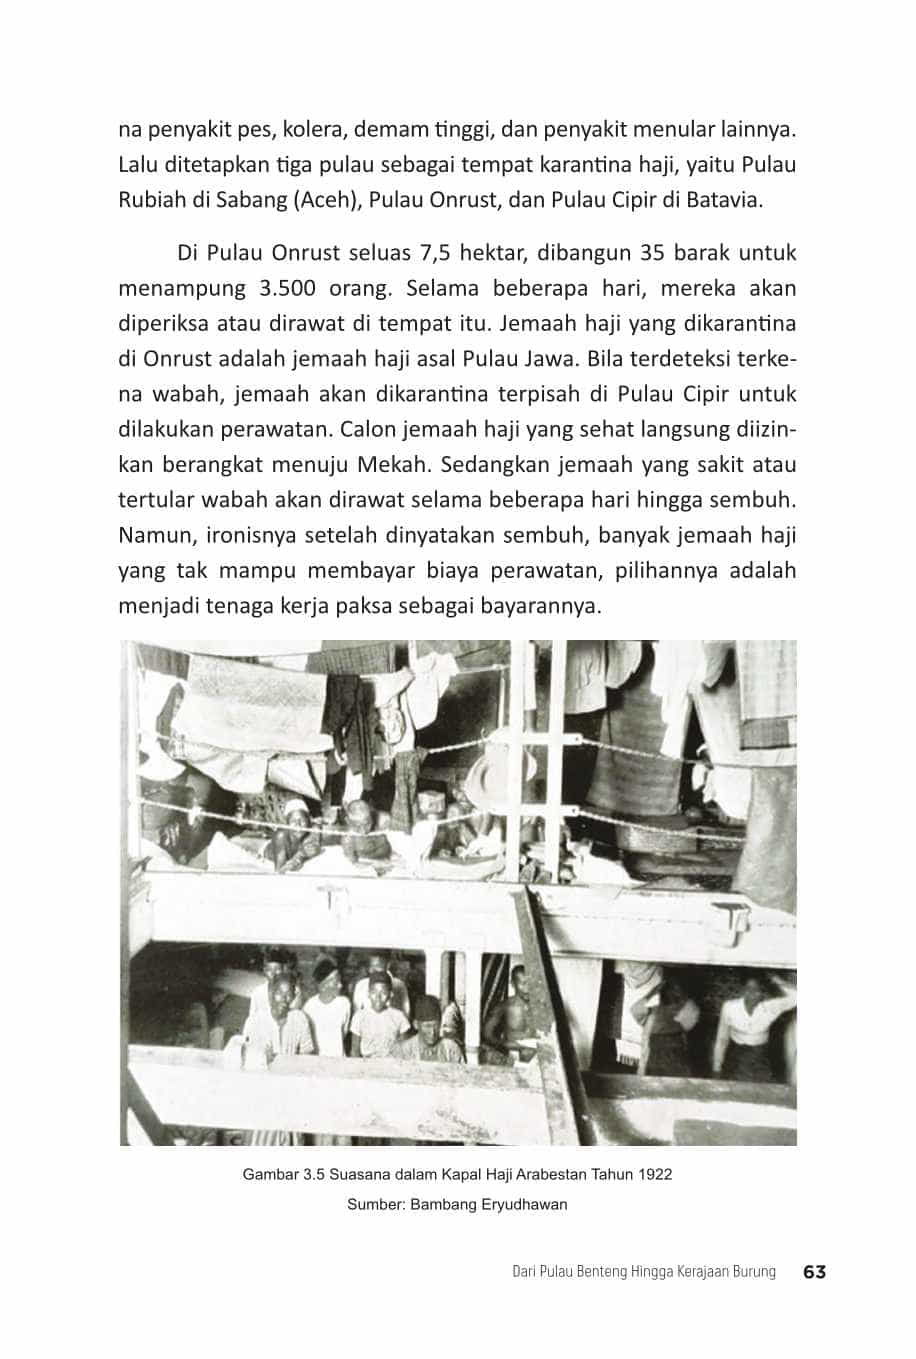 na penyakit pes, kolera, demam tinggi, dan penyakit menular lainnya.
Lalu ditetapkan tiga pulau sebagai tempat karantina haji, yaitu Pulau
Rubiah di Sabang (Aceh), Pulau Onrust, dan Pulau Cipir di Batavia.
Di Pulau Onrust seluas 7,5 hektar, dibangun 35 barak untuk
menampung 3.500 orang. Selama beberapa hari, mereka akan
diperiksa atau dirawat di tempat itu. Jemaah haji yang dikarantina
di Onrust adalah jemaah haji asal Pulau Jawa. Bila terdeteksi terke-
na wabah, jemaah akan dikarantina terpisah di Pulau Cipir untuk
dilakukan perawatan. Calon jemaah haji yang sehat langsung diizin-
kan berangkat menuju Mekah. Sedangkan jemaah yang sakit atau
tertular wabah akan dirawat selama beberapa hari hingga sembuh.
Namun, ironisnya setelah dinyatakan sembuh, banyak jemaah haji
yang tak mampu membayar biaya perawatan, pilihannya adalah
menjadi tenaga kerja paksa sebagai bayarannya.
Gambar 3.5 Suasana dalam Kapal Haji Arabestan Tahun 1922
Sumber: Bambang Eryudhawan
Dari Pulau Benteng Hingga Kerajaan Burung 63